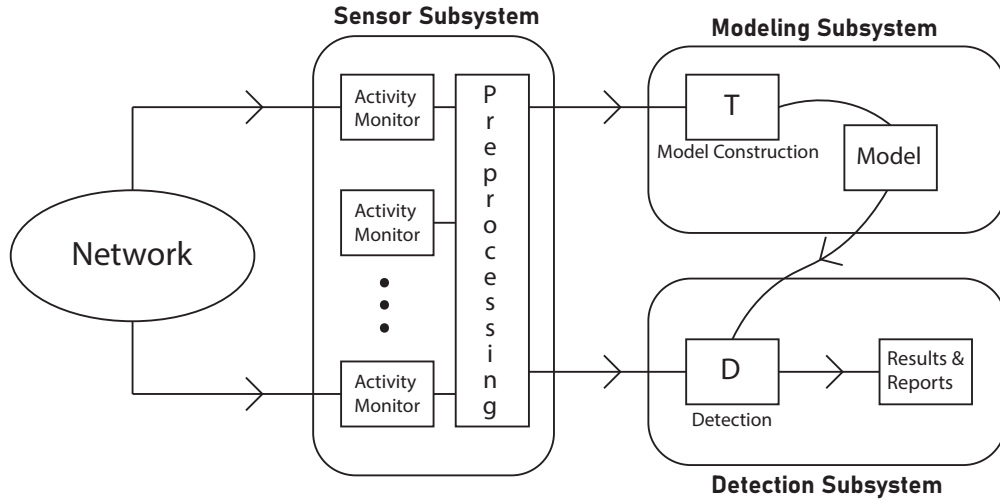 Sensor Subsystem
Modeling Subsystem
Activity
Monitor
Preprocessing
T
Model Construction
Model
Activity
Monitor
Network
Activity
Monitor
D
Detection
Results &
Reports
Detection Subsystem